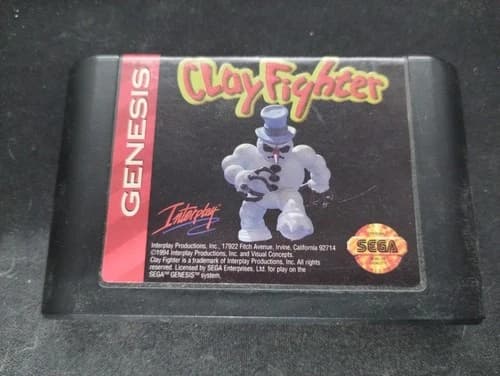 ClayFighter
GENESIS
Interplay
SEGA
Interplay Productions, Inc., 17922 Fitch Avenue, Irvine, California 92714
©1994 Interplay Productions, Inc. and Visual Concepts.
Clay Fighter is a trademark of Interplay Productions, Inc. All rights
reserved. Licensed by SEGA Enterprises, Ltd. for play on the
SEGA™ GENESIS™ system.